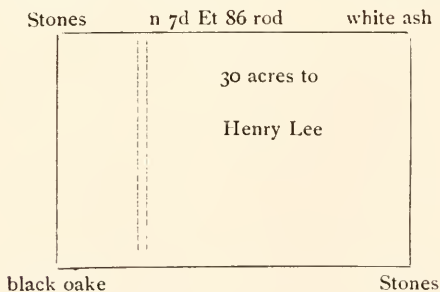 Stones n 7d Et 86 rod white ash
30 acres to
Henry Lee
black oake Stones